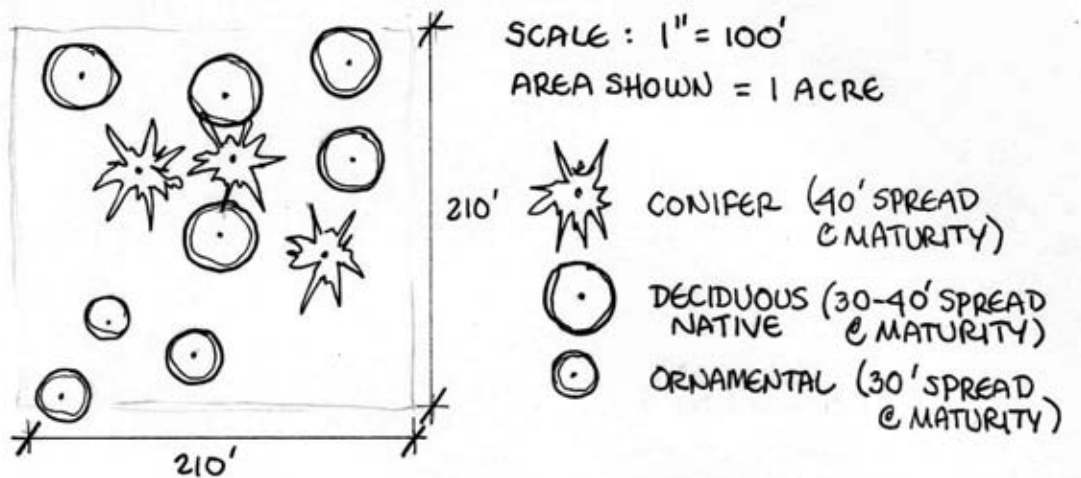 SCALE: 1" = 100'
AREA SHOWN = 1 ACRE
210'
CONIFER (40' SPREAD
@ MATURITY)
DECIDUOUS (30-40' SPREAD
NATIVE @ MATURITY)
ORNAMENTAL (30' SPREAD
@ MATURITY)
210'